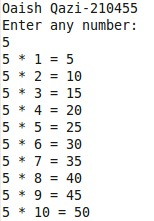 Oaish Qazi-210455
Enter any number:
5
5 * 1 = 5
5 * 2 = 10
5 * 3 = 15
5 * 4 = 20
5 * 5 = 25
5 * 6 = 30
5 * 7 = 35
5 * 8 = 40
5 * 9 = 45
5 * 10 = 50